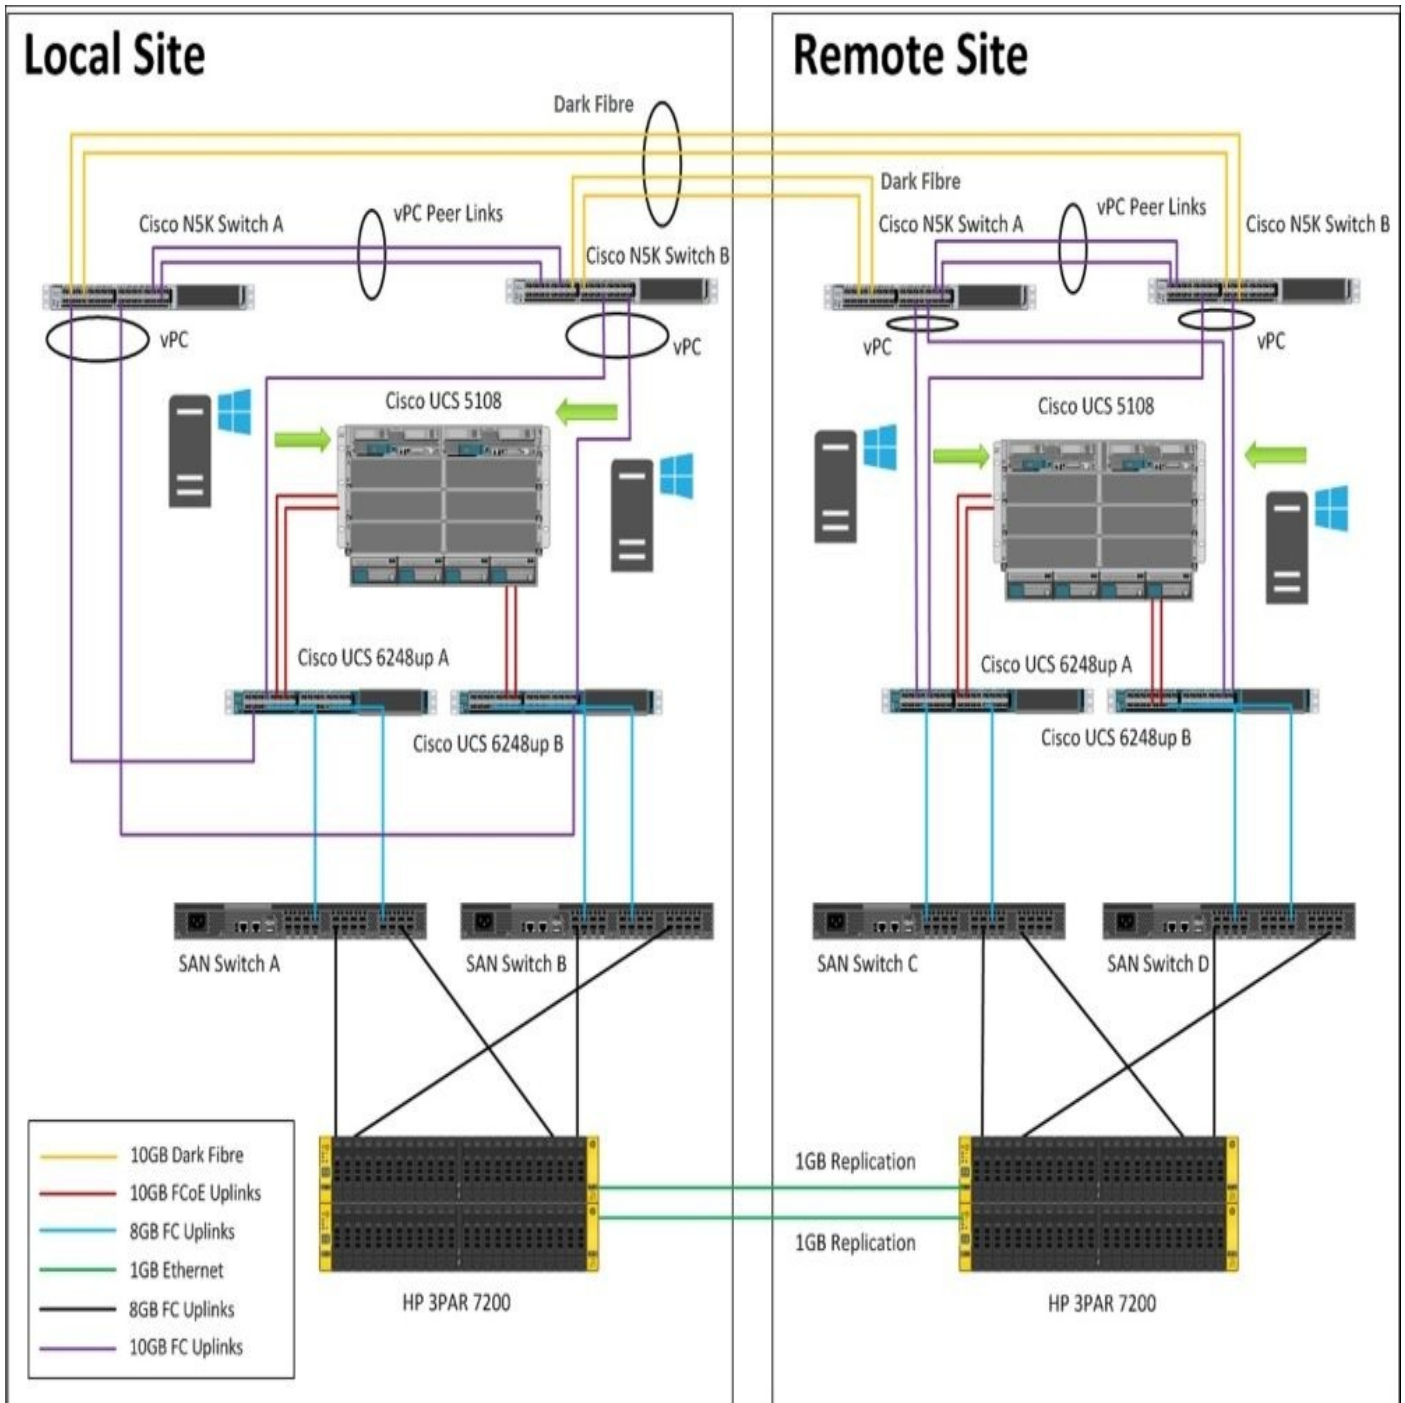 Local Site
Remote Site
Dark Fibre
Dark Fibre
vPC Peer Links
Cisco N5K Switch A
Cisco N5K Switch B
vPC Peer Links
Cisco N5K Switch A
Cisco N5K Switch B
vPC
vPC
vPC
vPC
Cisco UCS 5108
Cisco UCS 5108
Cisco UCS 6248up A
Cisco UCS 6248up B
Cisco UCS 6248up A
Cisco UCS 6248up B
SAN Switch A
SAN Switch B
SAN Switch C
SAN Switch D
10GB Dark Fibre
10GB FCoE Uplinks
8GB FC Uplinks
1GB Ethernet
8GB FC Uplinks
10GB FC Uplinks
1GB Replication
1GB Replication
HP 3PAR 7200
HP 3PAR 7200